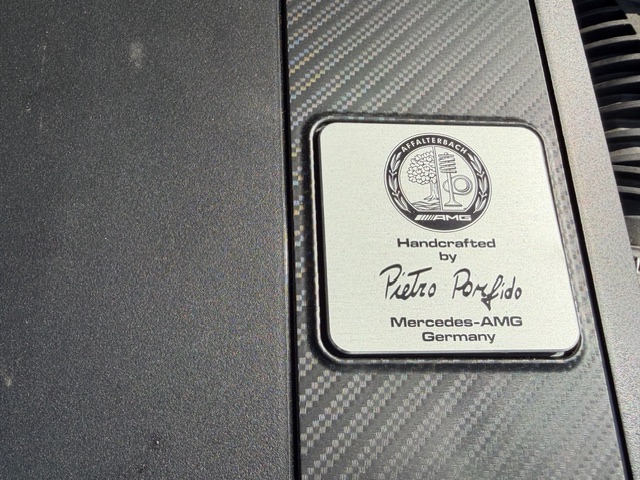 AFFALTERBACH
AMG
Handcrafted
by
Pietro Porfido
Mercedes-AMG
Germany